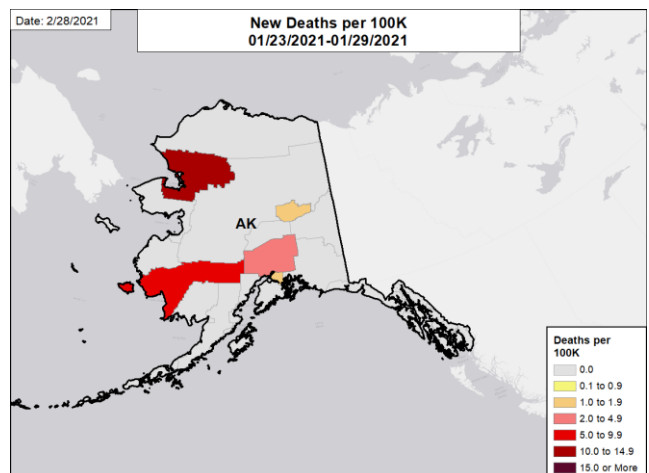 Date: 2/28/2021
New Deaths per 100K
01/23/2021-01/29/2021
AK
Deaths per
100K
0.0
0.1 to 0.9
1.0 to 1.9
2.0 to 4.9
5.0 to 9.9
10.0 to 14.9
15.0 or More